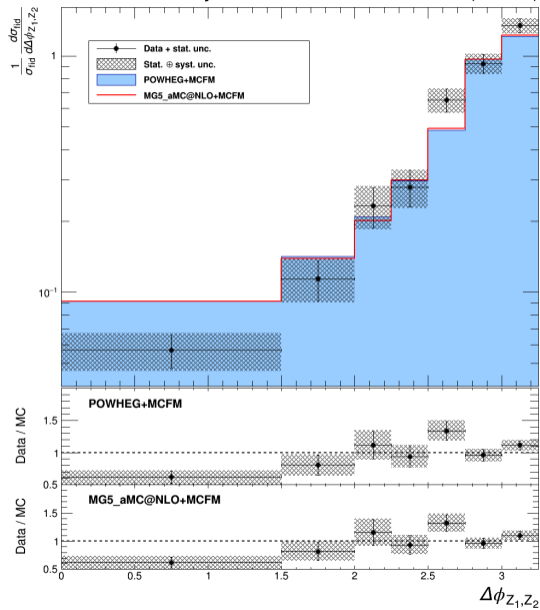 1/σ_fid dσ_fid/dΔϕ_Z1,Z2
1
10⁻¹
Data + stat. unc.
Stat. ⊕ syst. unc.
POWHEG+MCFM
MG5_aMC@NLO+MCFM
POWHEG+MCFM
Data / MC
1.5
1
0.5
MG5_aMC@NLO+MCFM
Data / MC
1.5
1
0.5
0 0.5 1 1.5 2 2.5 3
Δϕ_Z1,Z2